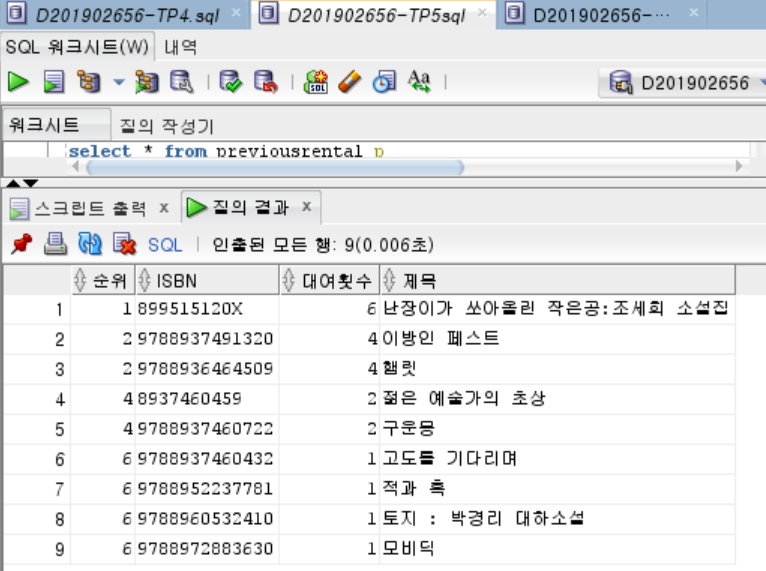 D201902656-TP4.sql × D201902656-TP5sql × D201902656-... ×
SQL 워크시트(W) 내역
D201902656
워크시트 질의 작성기
select * from previousrental p
스크립트 출력 x 질의 결과 x
SQL | 인출된 모든 행: 9(0.006초)
순위 ISBN 대여횟수 제목
1 1 899515120X 6 난장이가 쏘아올린 작은공:조세희 소설집
2 2 9788937491320 4 이방인 페스트
3 2 9788936464509 4 햄릿
4 4 8937460459 2 젊은 예술가의 초상
5 4 9788937460722 2 구운몽
6 6 9788937460432 1 고도를 기다리며
7 6 9788952237781 1 적과 흑
8 6 9788960532410 1 토지 : 박경리 대하소설
9 6 9788972883630 1 모비딕